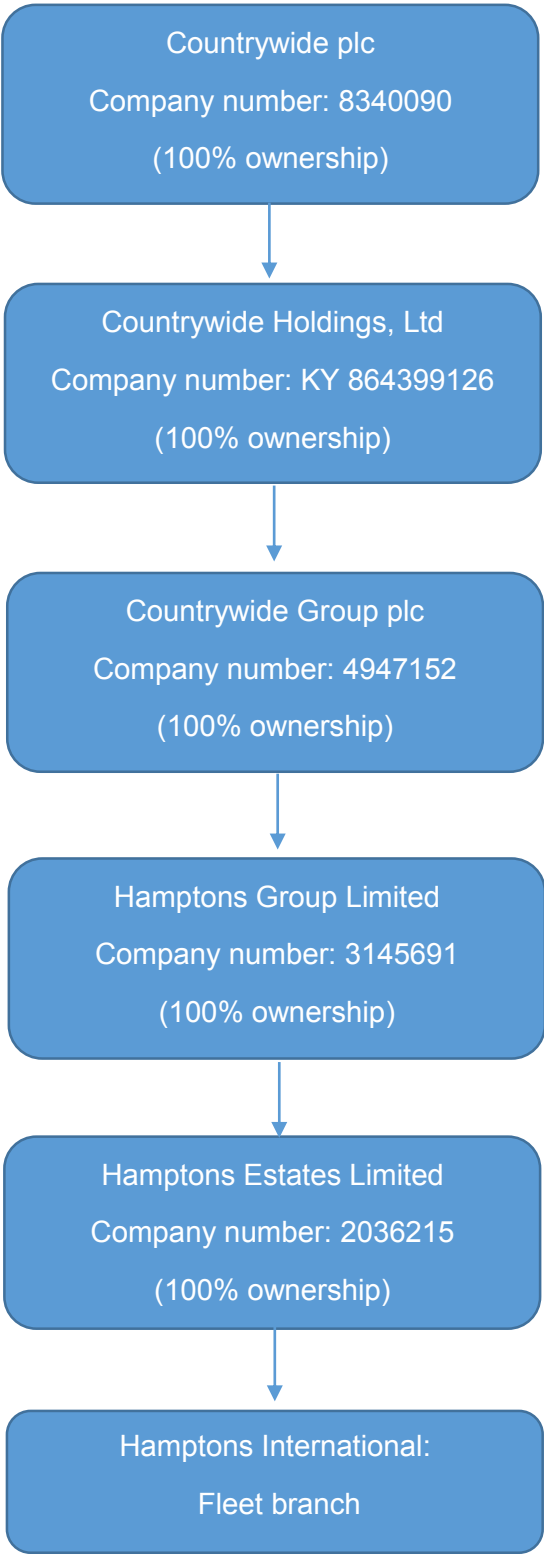 Countrywide plc
Company number: 8340090
(100% ownership)
Countrywide Holdings, Ltd
Company number: KY 864399126
(100% ownership)
Countrywide Group plc
Company number: 4947152
(100% ownership)
Hamptons Group Limited
Company number: 3145691
(100% ownership)
Hamptons Estates Limited
Company number: 2036215
(100% ownership)
Hamptons International:
Fleet branch